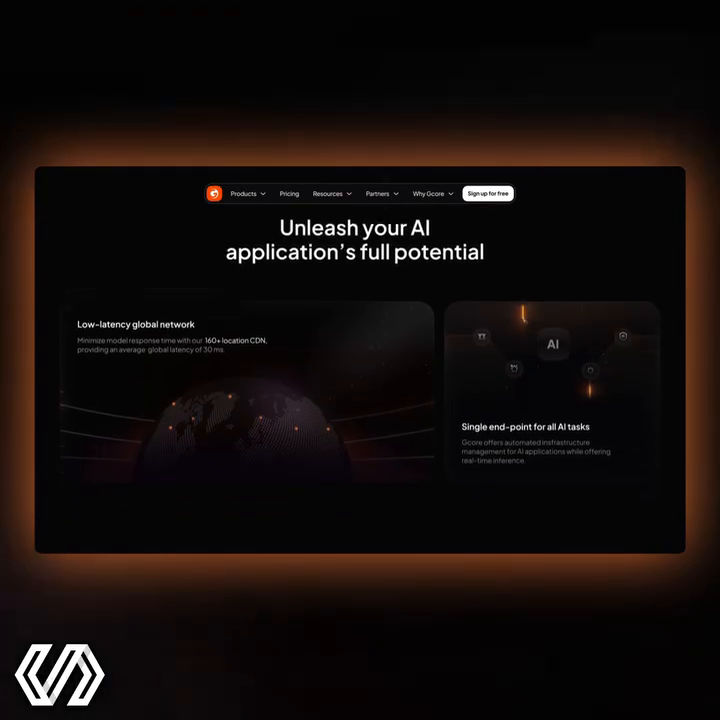 Products
Pricing
Resources
Partners
Why Gcore
Sign up for free
Unleash your AI
application's full potential
Low-latency global network
Minimize model response time with our 160+ location CDN,
providing an average global latency of 30 ms.
AI
Single end-point for all AI tasks
Gcore offers automated insfrastructure
management for AI applications while offering
real-time inference.